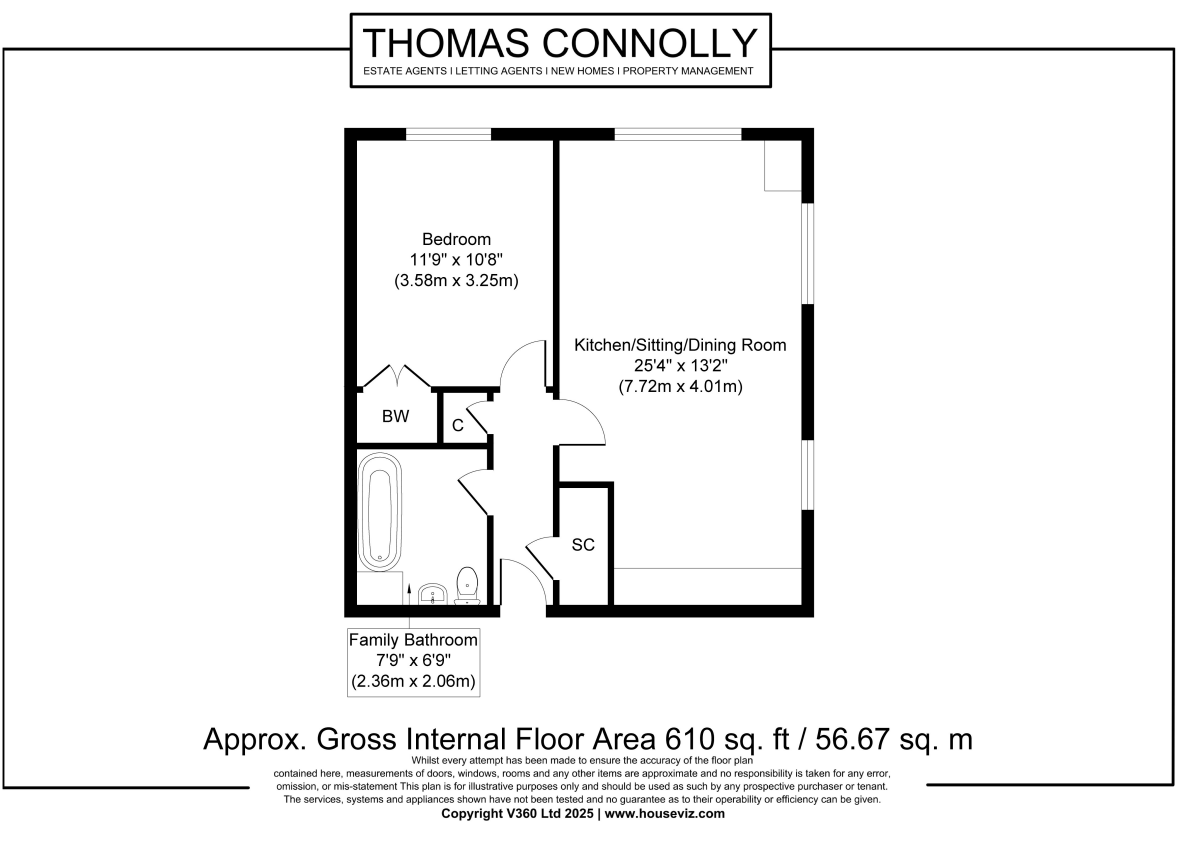 THOMAS CONNOLLY
ESTATE AGENTS I LETTING AGENTS I NEW HOMES I PROPERTY MANAGEMENT
Bedroom
11'9" x 10'8"
(3.58m x 3.25m)
Kitchen/Sitting/Dining Room
25'4" x 13'2"
(7.72m x 4.01m)
BW
C
SC
Family Bathroom
7'9" x 6'9"
(2.36m x 2.06m)
Approx. Gross Internal Floor Area 610 sq. ft / 56.67 sq. m
Whilst every attempt has been made to ensure the accuracy of the floor plan
contained here, measurements of doors, windows, rooms and any other items are approximate and no responsibility is taken for any error,
omission, or mis-statement This plan is for illustrative purposes only and should be used as such by any prospective purchaser or tenant.
The services, systems and appliances shown have not been tested and no guarantee as to their operability or efficiency can be given.
Copyright V360 Ltd 2025 | www.houseviz.com